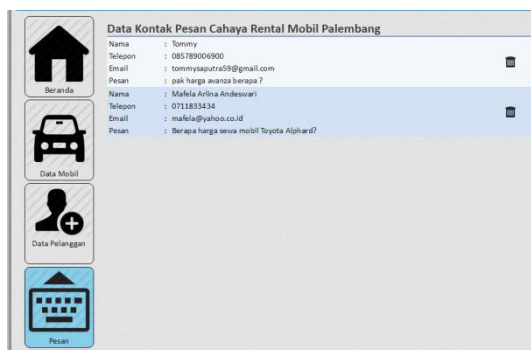 Data Kontak Pesan Cahaya Rental Mobil Palembang
Nama : Tommy
Telepon : 085789006900
Email : tommysaputra59@gmail.com
Pesan : pak harga avanza berapa ?
Nama : Mafela Arlina Andeswari
Telepon : 0711833434
Email : mafela@yahoo.co.id
Pesan : Berapa harga sewa mobil Toyota Alphard?
Beranda
Data Mobil
Data Pelanggan
Pesan